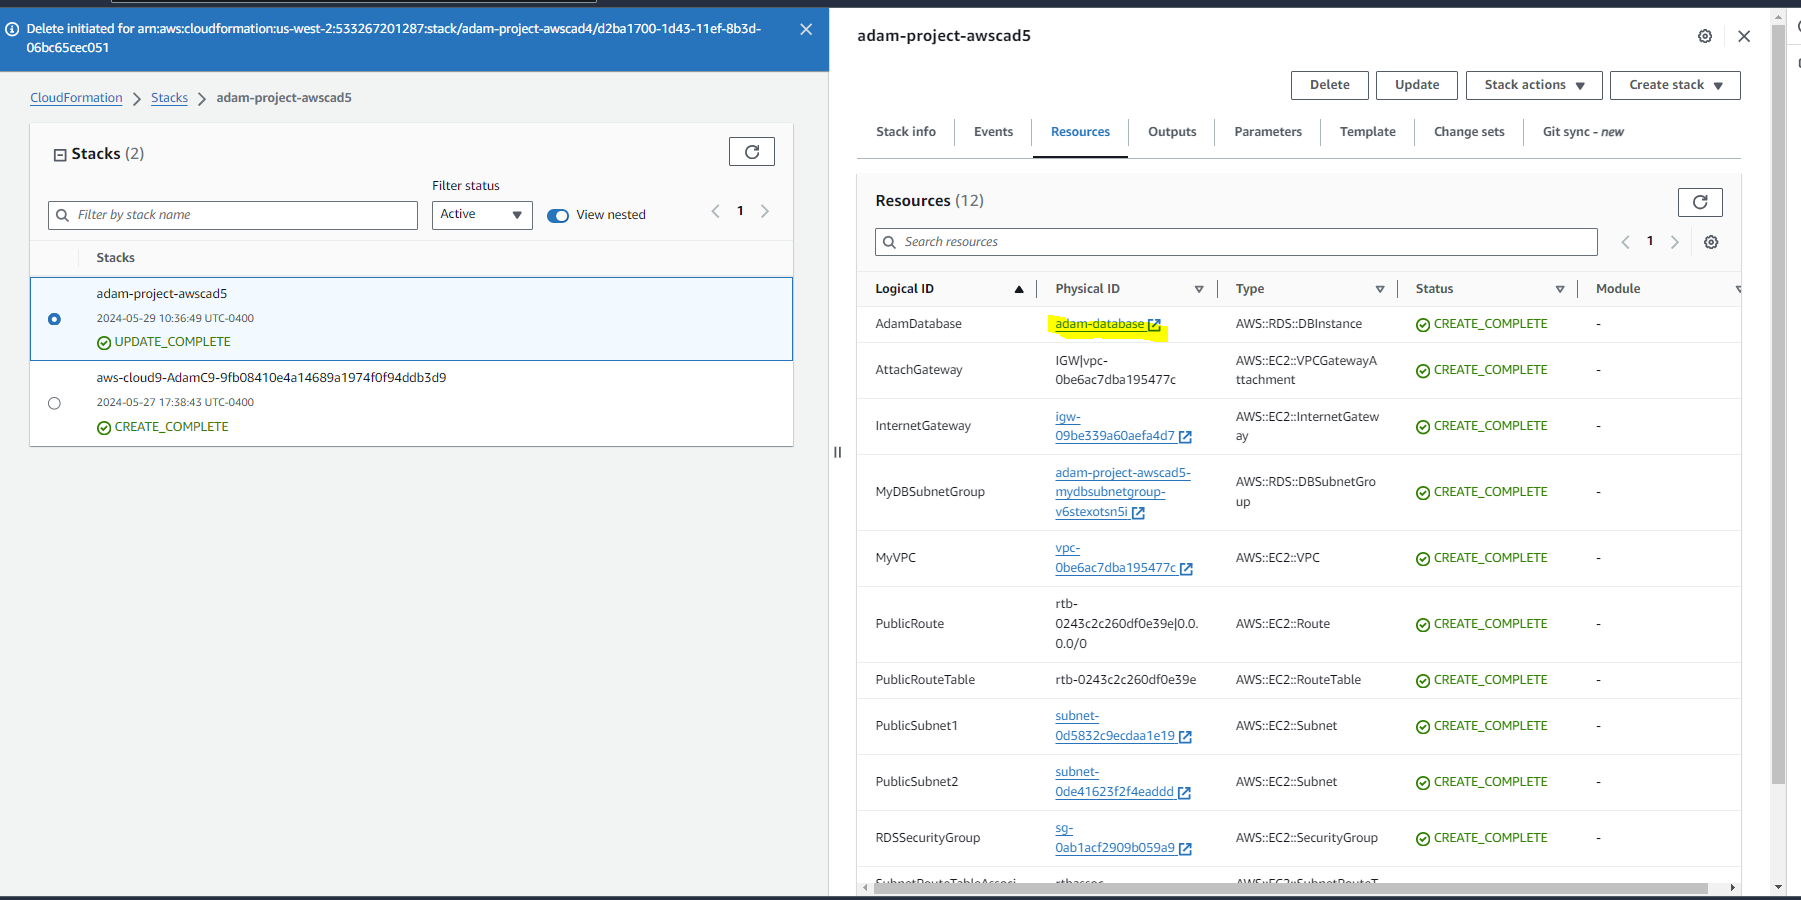 Delete initiated for arn:aws:cloudformation:us-west-2:533267201287:stack/adam-project-awscad4/d2ba1700-1d43-11ef-8b3d-
06bc65cec051
CloudFormation
Stacks
adam-project-awscad5
Stacks (2)
Filter status
Filter by stack name
Active
View nested
1
Stacks
adam-project-awscad5
2024-05-29 10:36:49 UTC-0400
UPDATE_COMPLETE
aws-cloud9-AdamC9-9fb08410e4a14689a1974f0f94ddb3d9
2024-05-27 17:38:43 UTC-0400
CREATE_COMPLETE
adam-project-awscad5
Delete
Update
Stack actions
Create stack
Stack info
Events
Resources
Outputs
Parameters
Template
Change sets
Git sync - new
Resources (12)
Search resources
1
Logical ID
Physical ID
Type
Status
Module
AdamDatabase
adam-database
AWS::RDS::DBInstance
CREATE_COMPLETE
-
AttachGateway
IGW|vpc-
0be6ac7dba195477c
AWS::EC2::VPCGatewayA
ttachment
CREATE_COMPLETE
-
InternetGateway
igw-
09be339a60aefa4d7
AWS::EC2::InternetGatew
ay
CREATE_COMPLETE
-
MyDBSubnetGroup
adam-project-awscad5-
mydbsubnetgroup-
v6stexotsn5i
AWS::RDS::DBSubnetGro
up
CREATE_COMPLETE
-
MyVPC
vpc-
0be6ac7dba195477c
AWS::EC2::VPC
CREATE_COMPLETE
-
PublicRoute
rtb-
0243c2c260df0e39e|0.0.
0.0/0
AWS::EC2::Route
CREATE_COMPLETE
-
PublicRouteTable
rtb-0243c2c260df0e39e
AWS::EC2::RouteTable
CREATE_COMPLETE
-
PublicSubnet1
subnet-
0d5832c9ecdaa1e19
AWS::EC2::Subnet
CREATE_COMPLETE
-
PublicSubnet2
subnet-
0de41623f2f4eaddd
AWS::EC2::Subnet
CREATE_COMPLETE
-
RDSSecurityGroup
sg-
0ab1acf2909b059a9
AWS::EC2::SecurityGroup
CREATE_COMPLETE
-